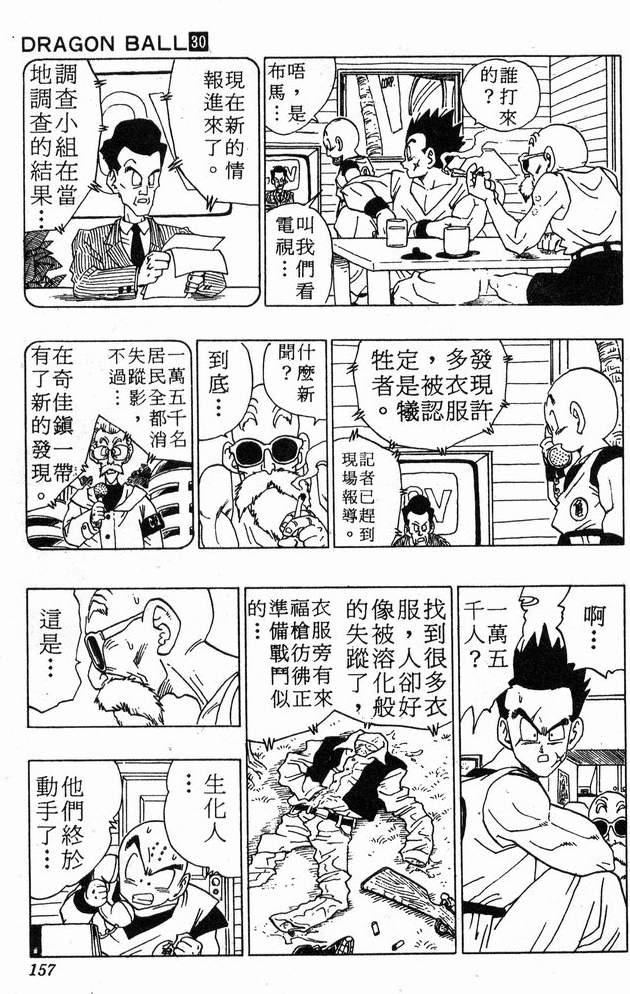 DRAGON BALL 30
誰打來
的？
唔，是
布馬…
叫我們看
電視…
現在新的情
報進來了。
調查小組在當
地調查的結果…
發現許
多衣服
，被認
定是犧
牲者。
記者已趕到
現場報導。
什麼新
聞？
到底…
一萬五千名
居民全都消
失蹤影，
不過…
在奇佳鎮一帶
有了新的發現。
啊…
一萬五
千人？
找到很多衣
服，人卻好
像被溶化般
的失蹤了，
衣服旁有來
福槍彷彿正
準備戰鬥似
的…
這是…
生化人
…
他們終於
動手了…
157